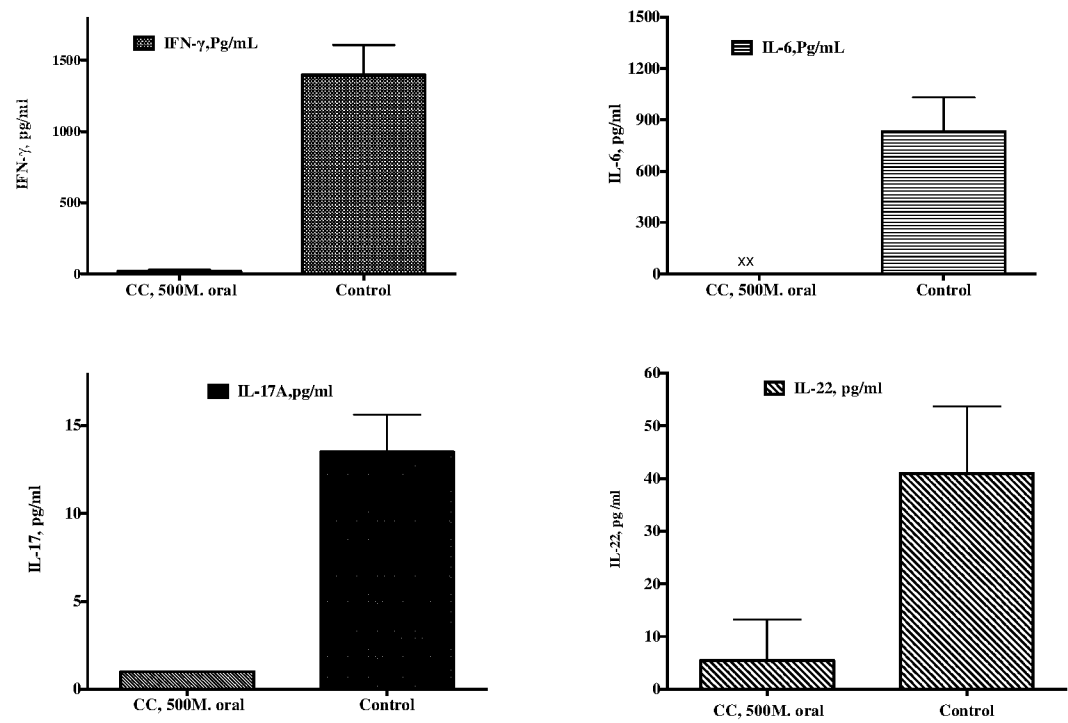 IFN-γ,Pg/mL
IFN-γ, pg/ml
1500
1000
500
0
CC, 500M. oral
Control
IL-6,Pg/mL
IL-6, pg/ml
1500
1200
900
600
300
0
xx
CC, 500M. oral
Control
IL-17A,pg/ml
IL-17, pg/ml
15
10
5
0
CC, 500M. oral
Control
IL-22, pg/ml
IL-22, pg/ml
60
50
40
30
20
10
0
CC, 500M. oral
Control